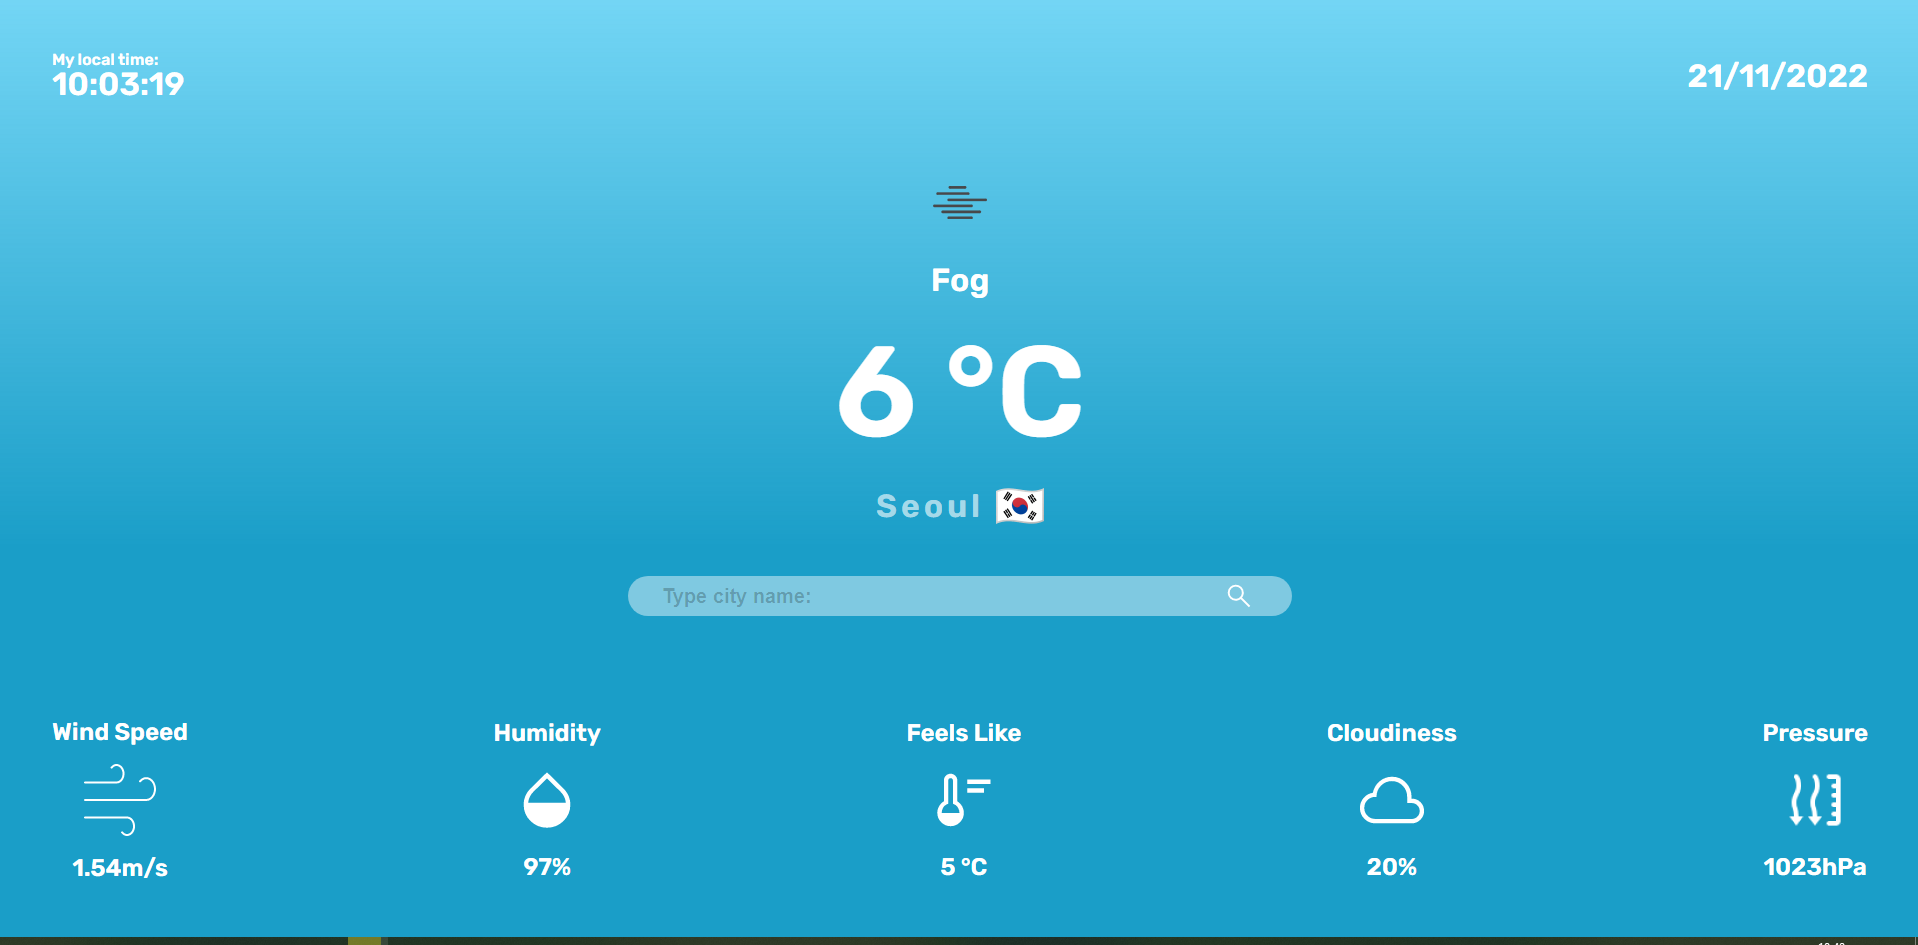 My local time:
10:03:19
21/11/2022
Fog
6 °C
Seoul
Type city name:
Wind Speed
Humidity
Feels Like
Cloudiness
Pressure
1.54m/s
97%
5 °C
20%
1023hPa